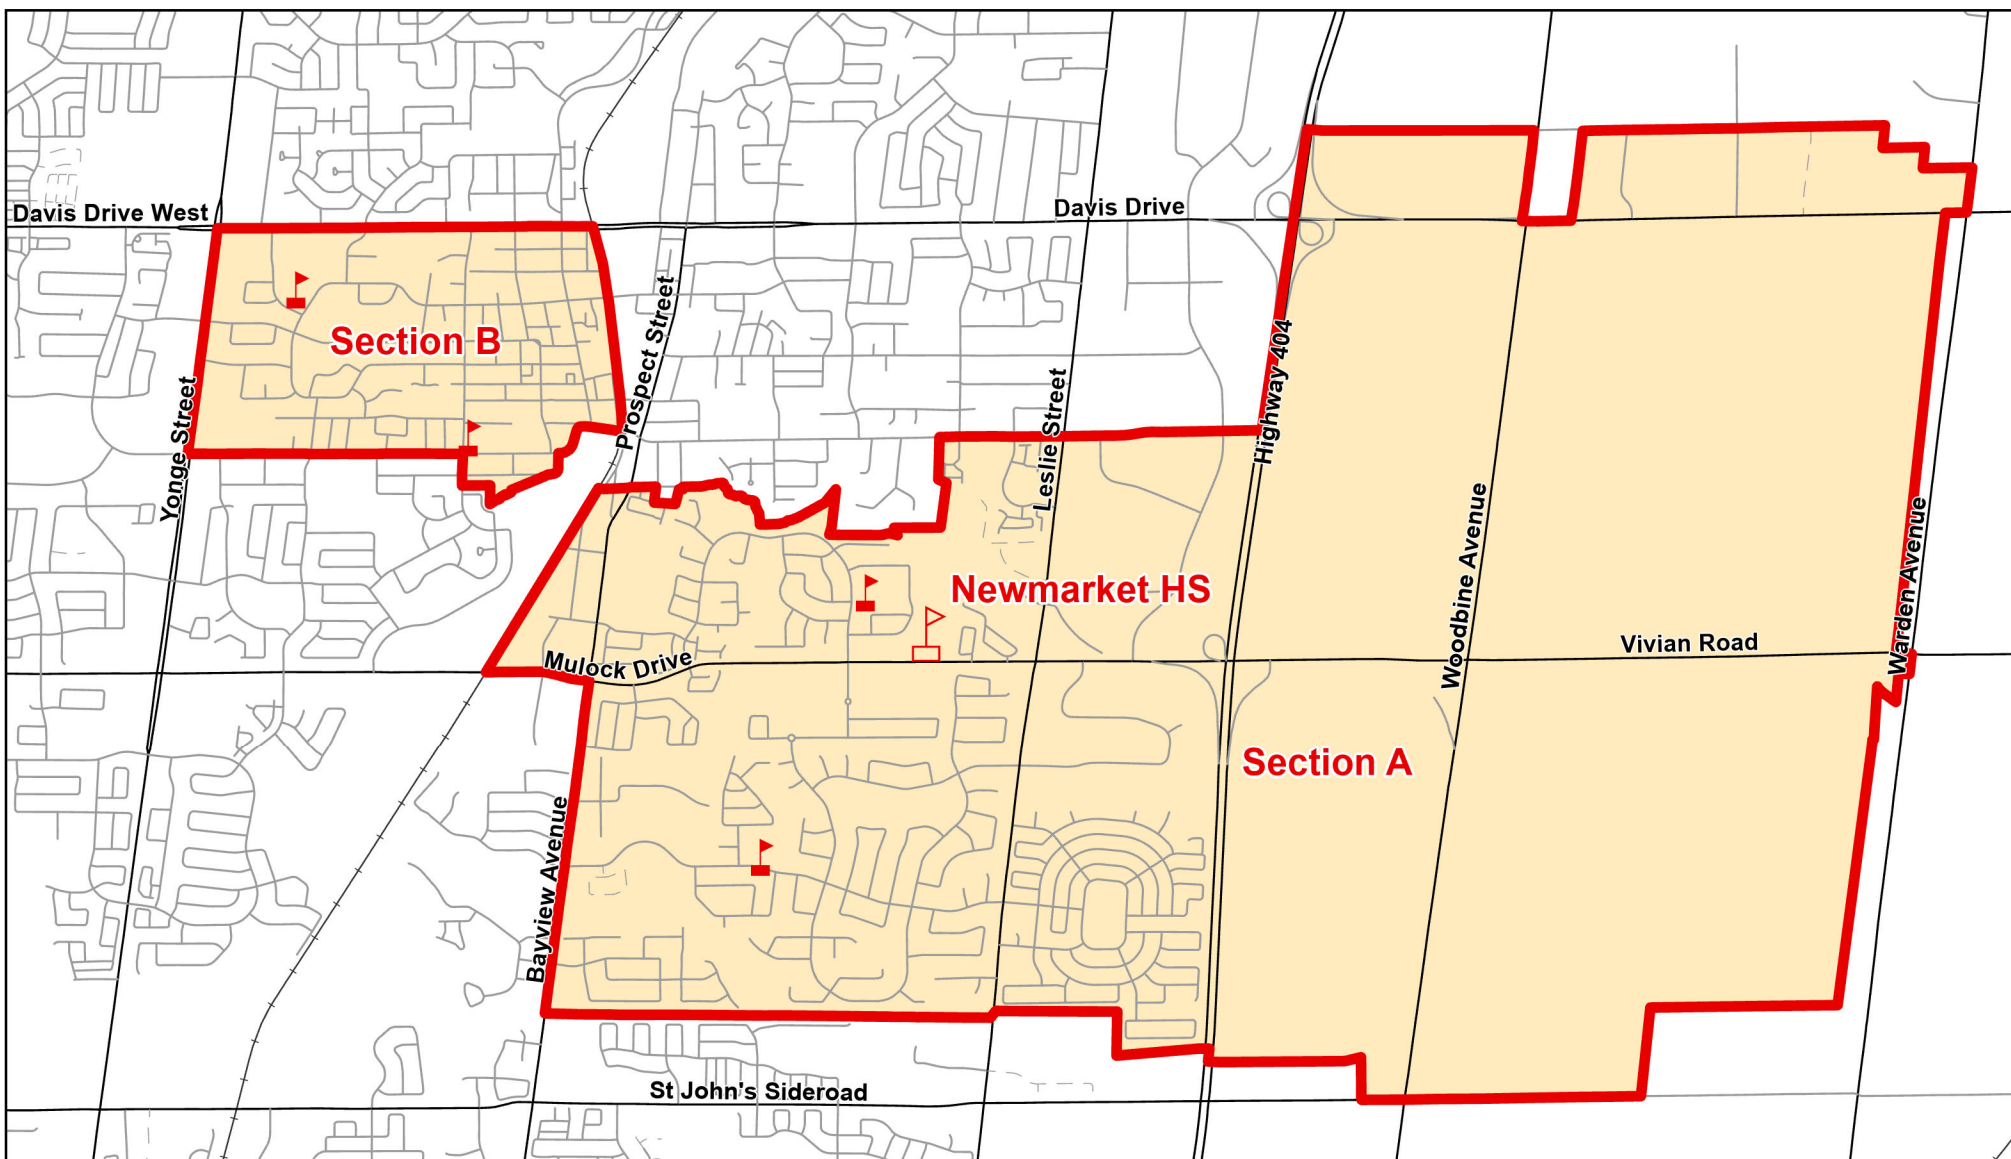 Davis Drive West
Davis Drive
Section B
Prospect Street
Highway 404
Yonge Street
Leslie Street
Woodbine Avenue
Warden Avenue
Newmarket HS
Mulock Drive
Vivian Road
Section A
Bayview Avenue
St John's Sideroad